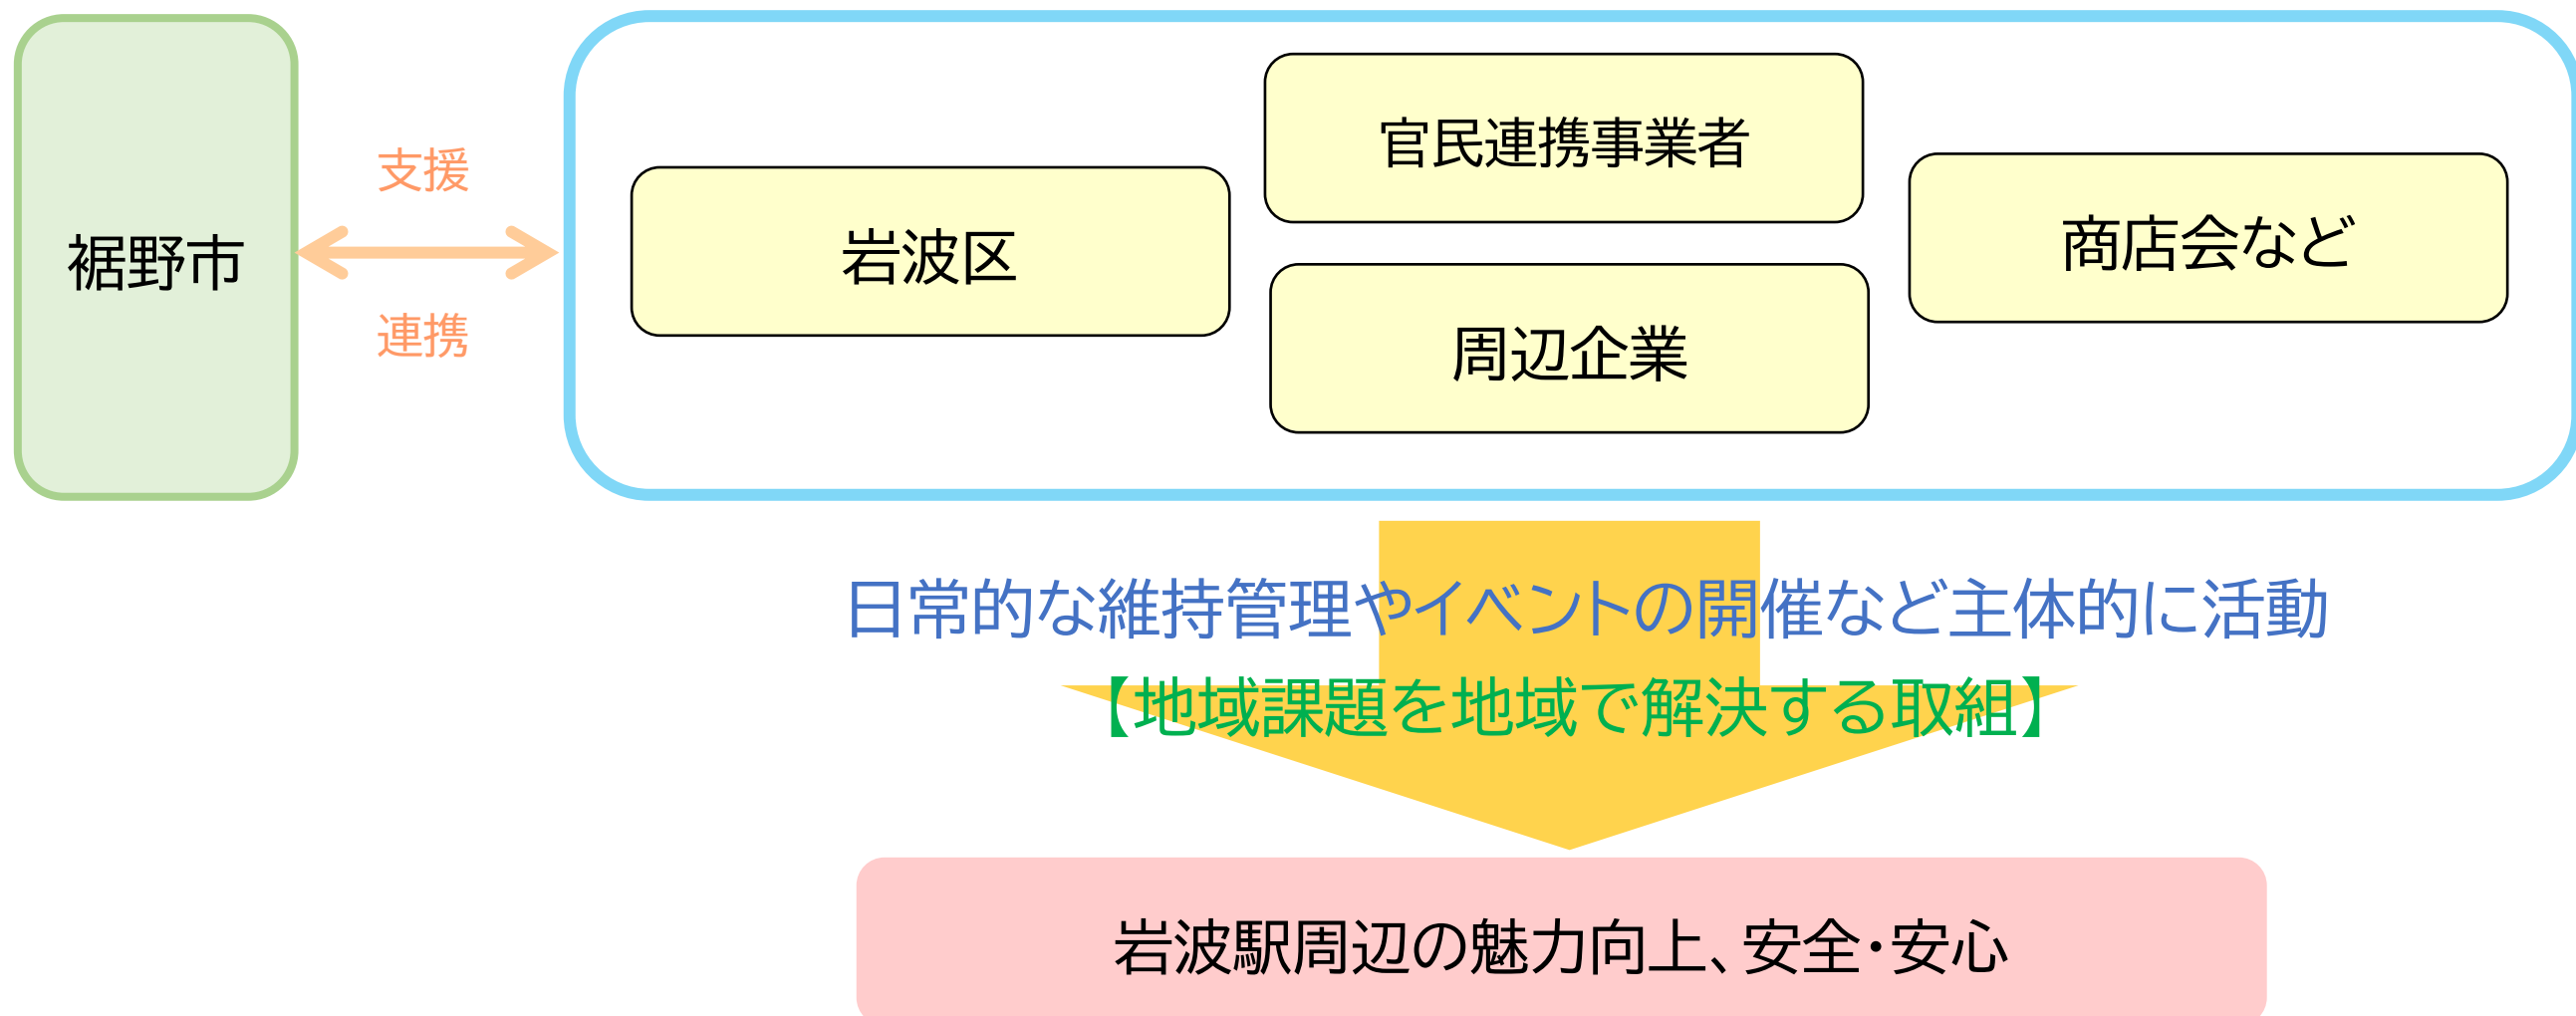 裾野市
支援
連携
岩波区
官民連携事業者
周辺企業
商店会など
日常的な維持管理やイベントの開催など主体的に活動
【地域課題を地域で解決する取組】
岩波駅周辺の魅力向上、安全・安心